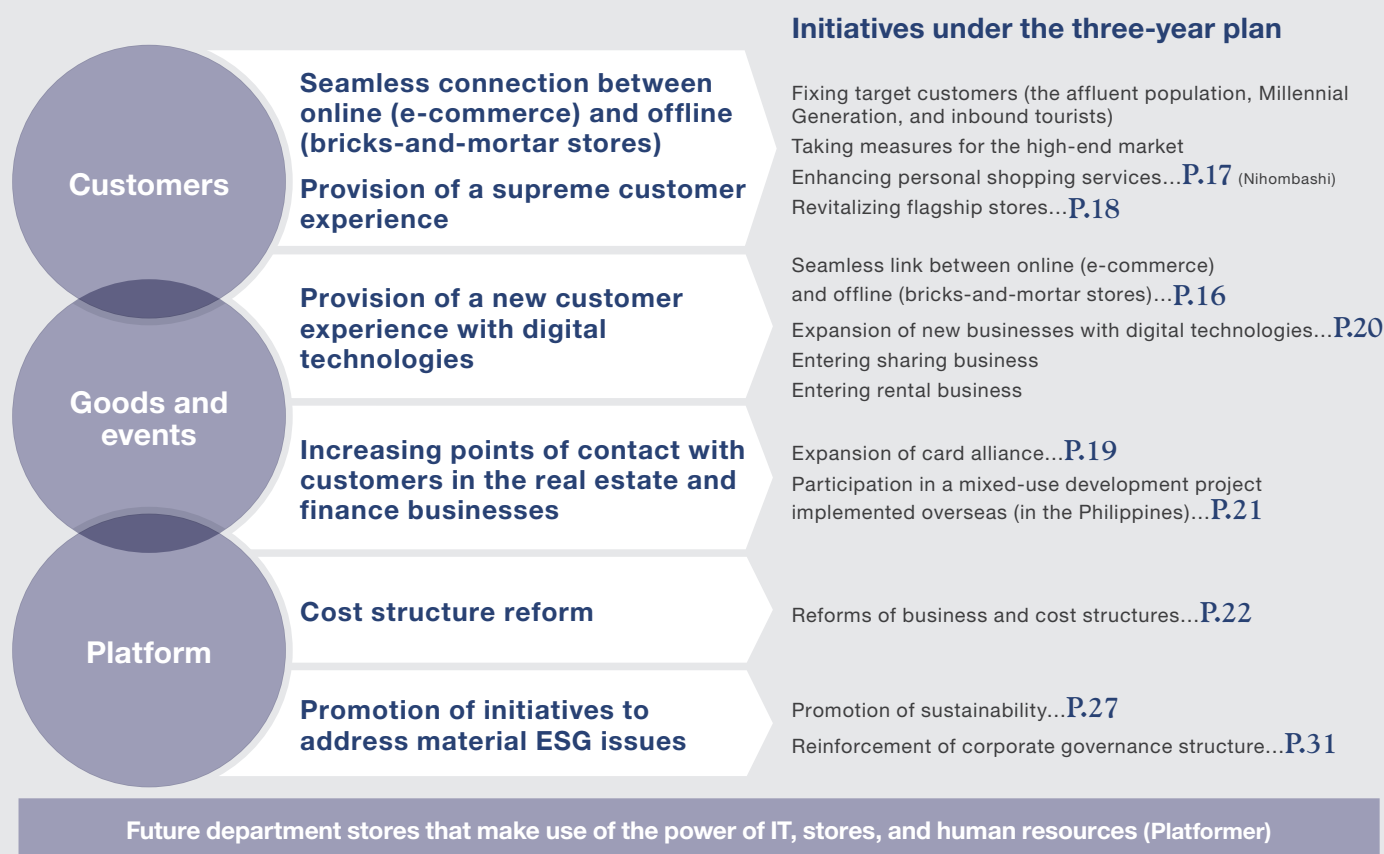 Initiatives under the three-year plan
Customers
Seamless connection between
online (e-commerce) and offline
(bricks-and-mortar stores)
Provision of a supreme customer
experience
Fixing target customers (the affluent population, Millennial
Generation, and inbound tourists)
Taking measures for the high-end market
Enhancing personal shopping services...P.17 (Nihombashi)
Revitalizing flagship stores...P.18
Provision of a new customer
experience with digital
technologies
Seamless link between online (e-commerce)
and offline (bricks-and-mortar stores)...P.16
Expansion of new businesses with digital technologies...P.20
Entering sharing business
Entering rental business
Goods and
events
Increasing points of contact with
customers in the real estate and
finance businesses
Expansion of card alliance...P.19
Participation in a mixed-use development project
implemented overseas (in the Philippines)...P.21
Platform
Cost structure reform
Reforms of business and cost structures...P.22
Promotion of initiatives to
address material ESG issues
Promotion of sustainability...P.27
Reinforcement of corporate governance structure...P.31
Future department stores that make use of the power of IT, stores, and human resources (Platformer)